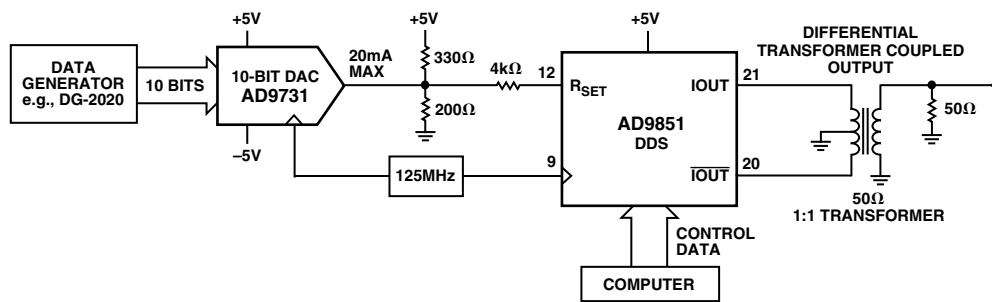 DATA
GENERATOR
e.g., DG-2020
10 BITS
+5V
10-BIT DAC
AD9731
–5V
20mA
MAX
+5V
330Ω
200Ω
4kΩ
125MHz
+5V
12
RSET
9
AD9851
DDS
IOUT
21
IOUT
20
CONTROL
DATA
COMPUTER
DIFFERENTIAL
TRANSFORMER COUPLED
OUTPUT
50Ω
50Ω
1:1 TRANSFORMER